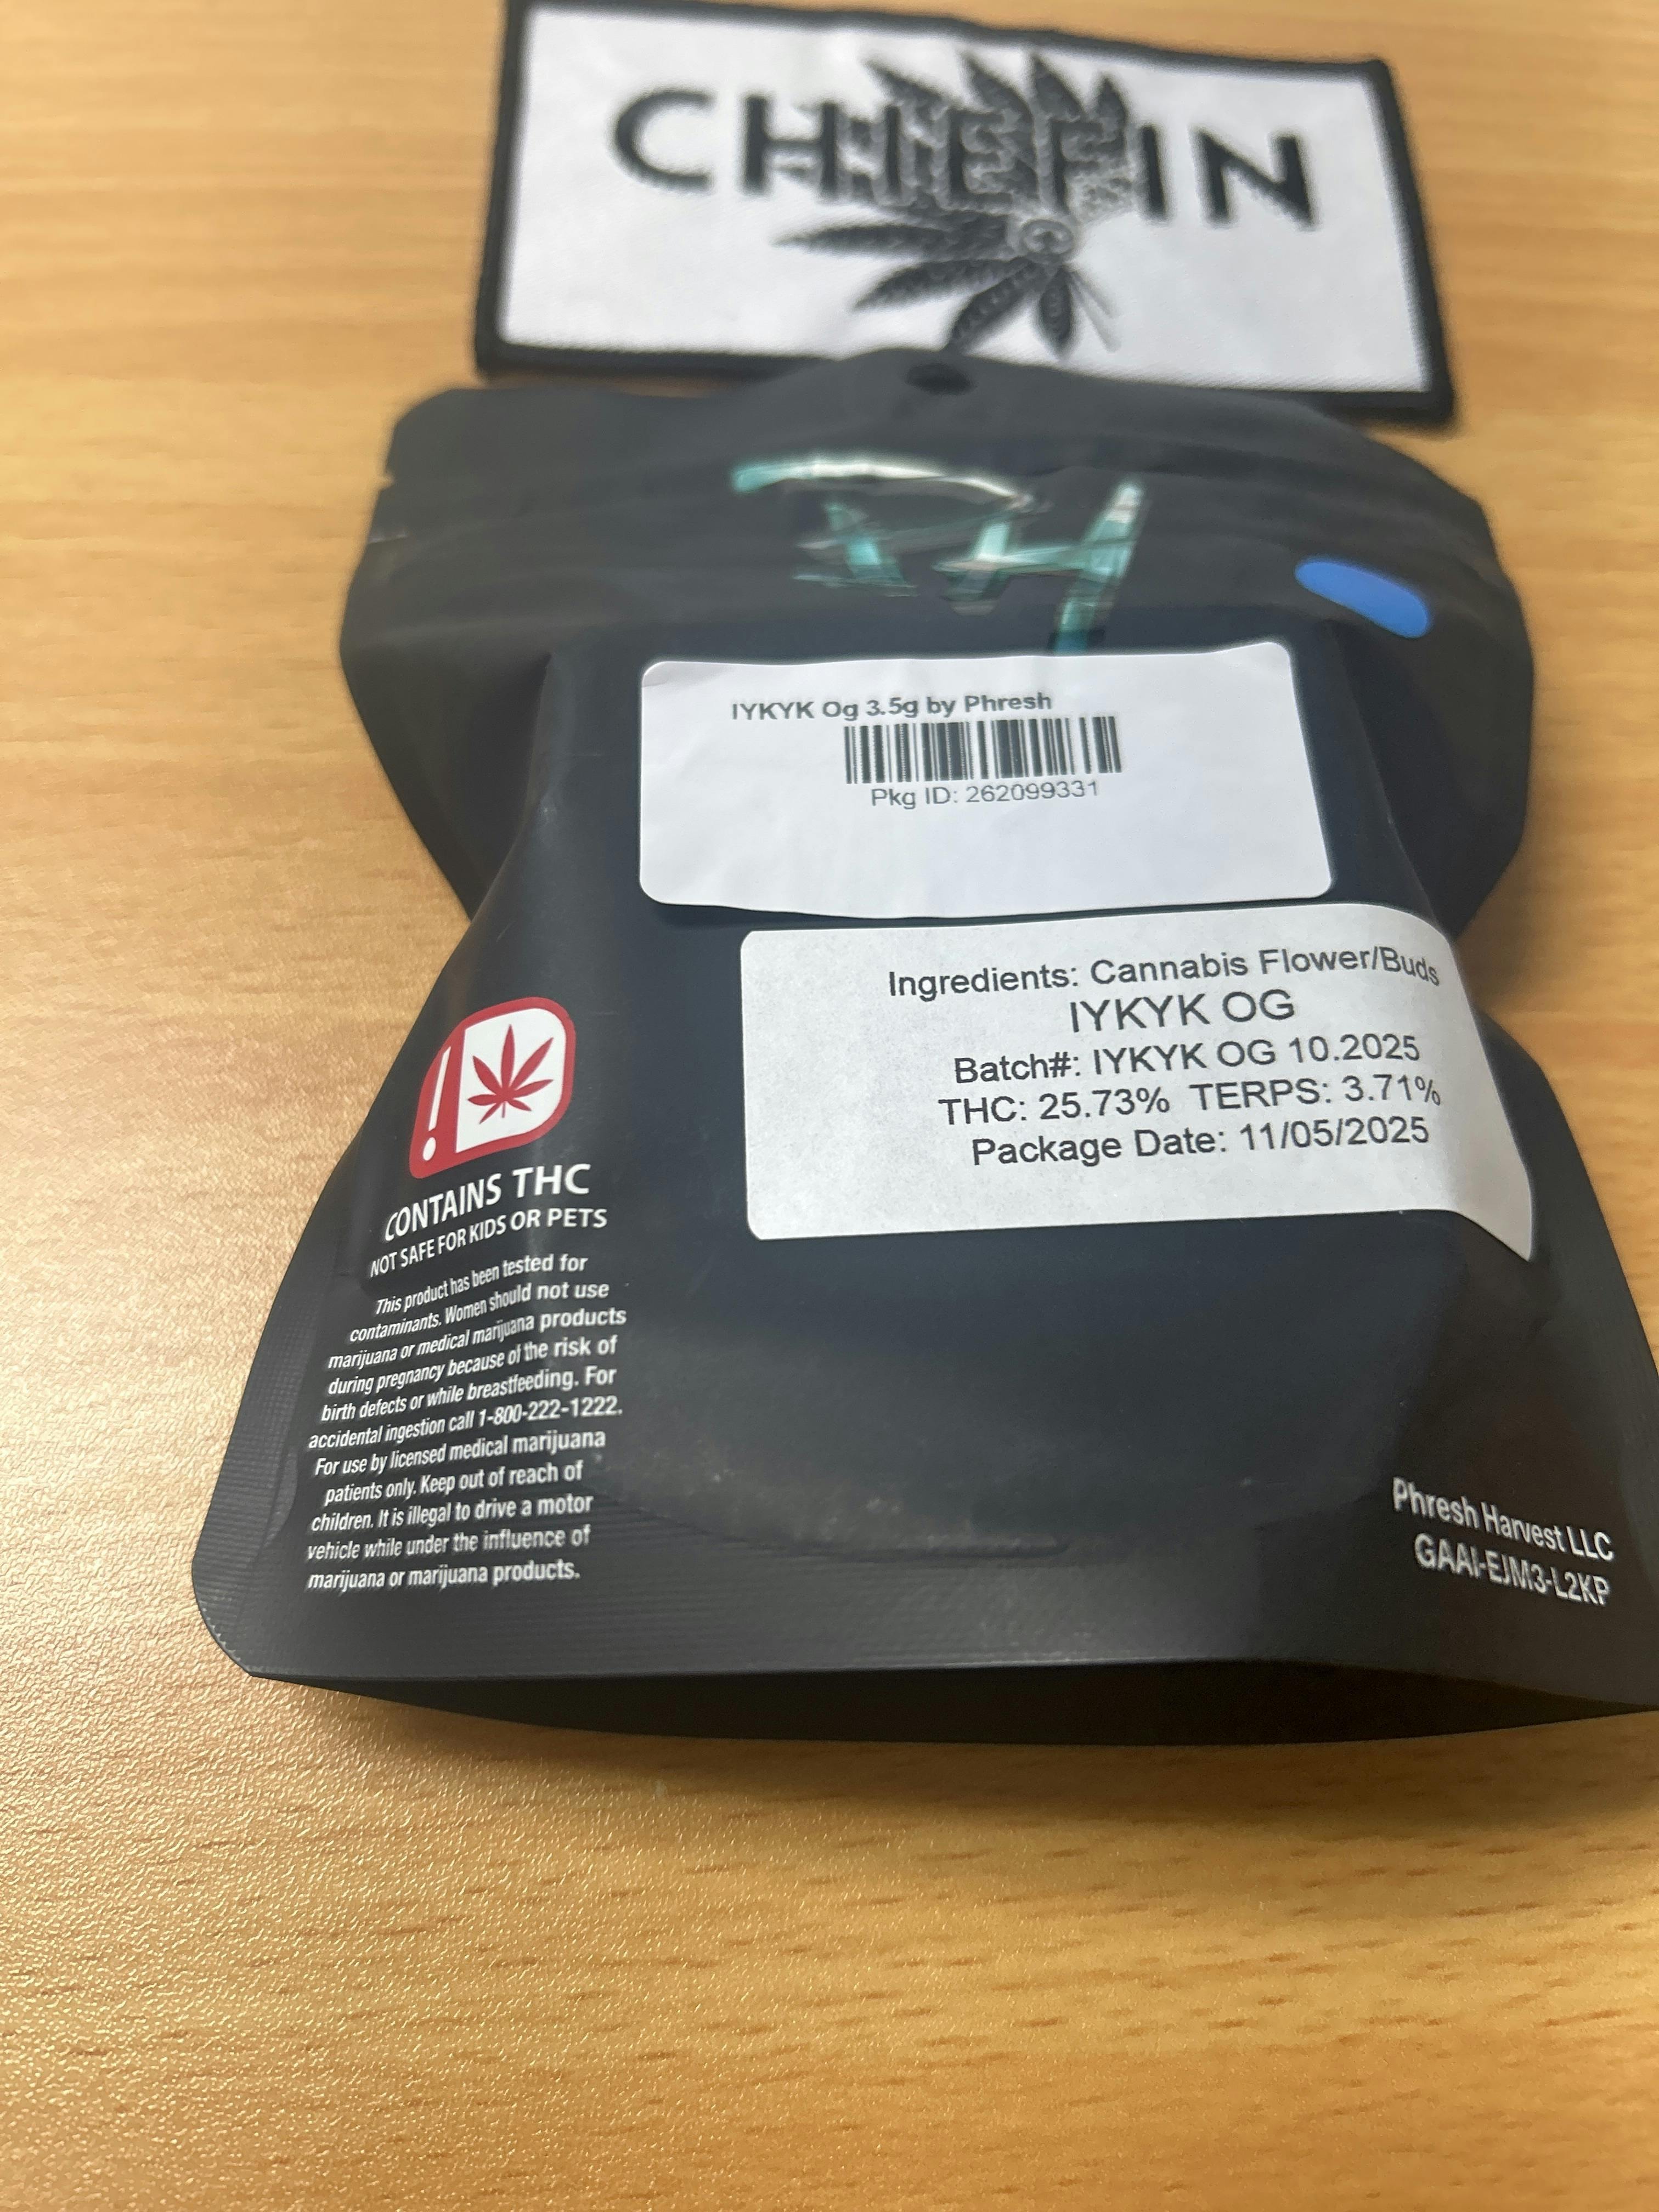 CHIEFIN
PH
IYKYK Og 3.5g by Phresh
Pkg ID: 262099331
Ingredients: Cannabis Flower/Buds
IYKYK OG
Batch#: IYKYK OG 10.2025
THC: 25.73% TERPS: 3.71%
Package Date: 11/05/2025
!
CONTAINS THC
NOT SAFE FOR KIDS OR PETS
This product has been tested for
contaminants. Women should not use
marijuana or medical marijuana products
during pregnancy because of the risk of
birth defects or while breastfeeding. For
accidental ingestion call 1-800-222-1222.
For use by licensed medical marijuana
patients only. Keep out of reach of
children. It is illegal to drive a motor
vehicle while under the influence of
marijuana or marijuana products.
Phresh Harvest LLC
GAAI-EJM3-L2KP